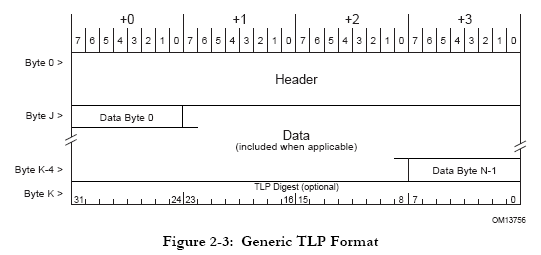 +0 +1 +2 +3
7 6 5 4 3 2 1 0 7 6 5 4 3 2 1 0 7 6 5 4 3 2 1 0 7 6 5 4 3 2 1 0
Byte 0 >
Header
Byte J >
Data Byte 0
Data
(included when applicable)
Byte K-4 >
Data Byte N-1
TLP Digest (optional)
Byte K >
31 24 23 16 15 8 7 0
OM13756
Figure 2-3: Generic TLP Format